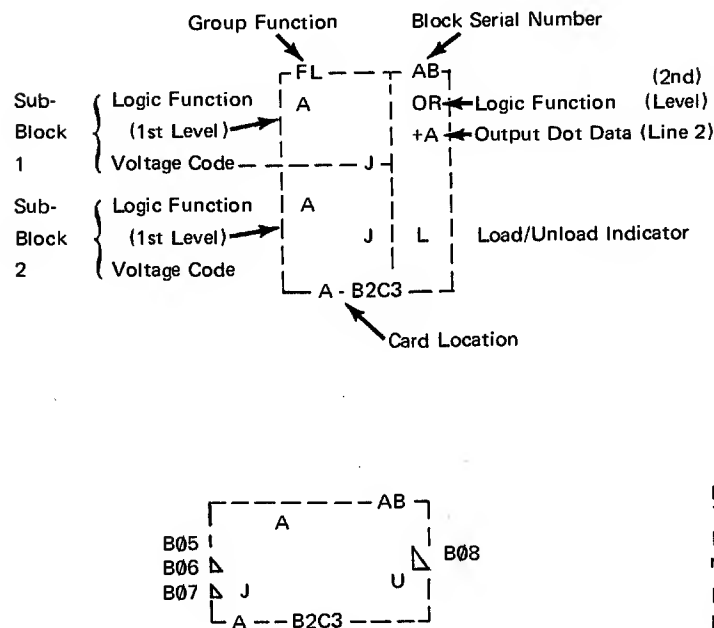 Group Function Block Serial Number
FL AB
(2nd)
Sub- Logic Function A OR Logic Function (Level)
Block (1st Level) +A Output Dot Data (Line 2)
1 Voltage Code J
Sub- Logic Function A
Block (1st Level) J L Load/Unload Indicator
2 Voltage Code
A - B2C3
Card Location
AB
A
BØ5
BØ6 BØ8
BØ7 J U
A -- B2C3